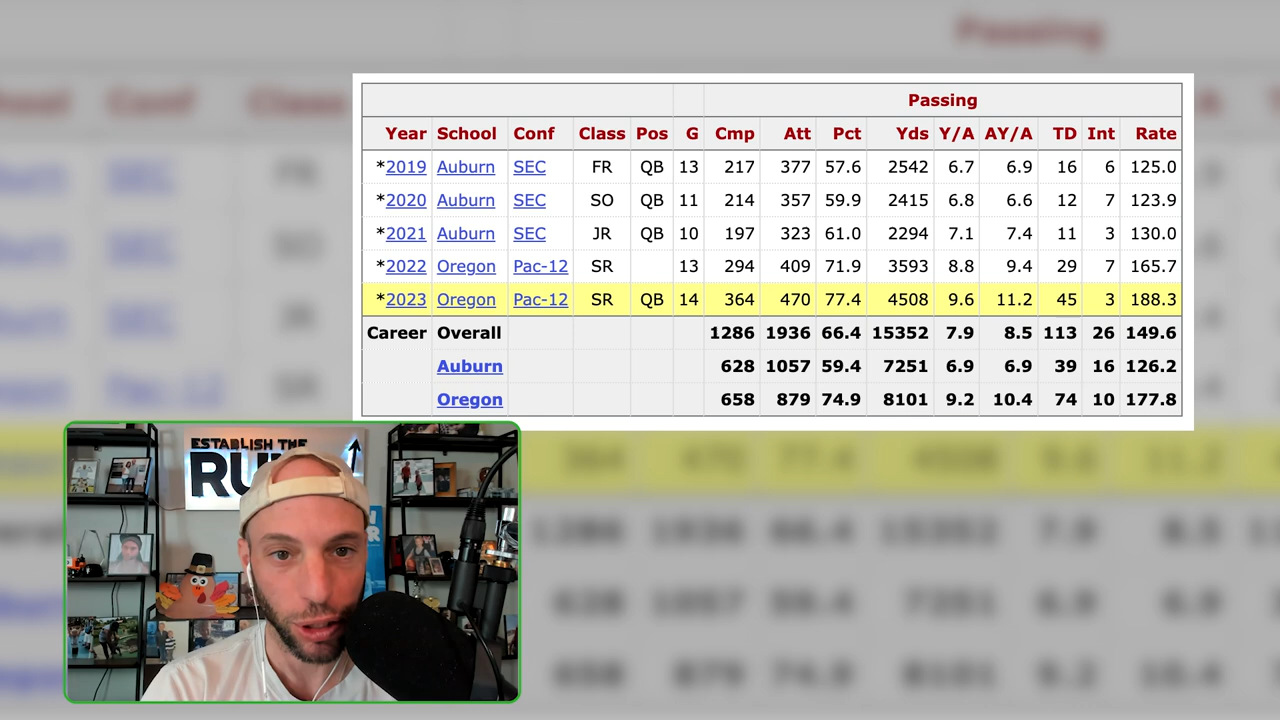 Passing
Year School Conf Class Pos G Cmp Att Pct Yds Y/A AY/A TD Int Rate
*2019 Auburn SEC FR QB 13 217 377 57.6 2542 6.7 6.9 16 6 125.0
*2020 Auburn SEC SO QB 11 214 357 59.9 2415 6.8 6.6 12 7 123.9
*2021 Auburn SEC JR QB 10 197 323 61.0 2294 7.1 7.4 11 3 130.0
*2022 Oregon Pac-12 SR 13 294 409 71.9 3593 8.8 9.4 29 7 165.7
*2023 Oregon Pac-12 SR QB 14 364 470 77.4 4508 9.6 11.2 45 3 188.3
Career Overall 1286 1936 66.4 15352 7.9 8.5 113 26 149.6
Auburn 628 1057 59.4 7251 6.9 6.9 39 16 126.2
Oregon 658 879 74.9 8101 9.2 10.4 74 10 177.8
ESTABLISH THE